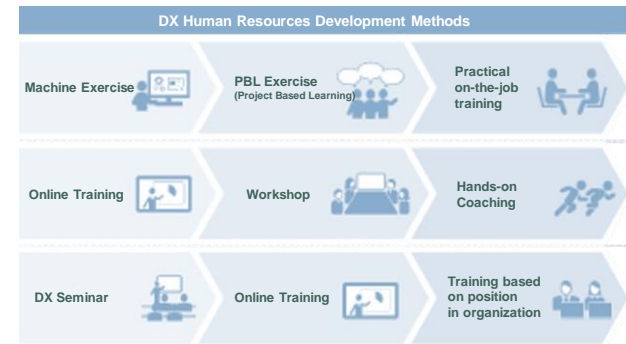 DX Human Resources Development Methods
Machine Exercise
PBL Exercise
(Project Based Learning)
Practical
on-the-job
training
Online Training
Workshop
Hands-on
Coaching
DX Seminar
Online Training
Training based
on position
in organization